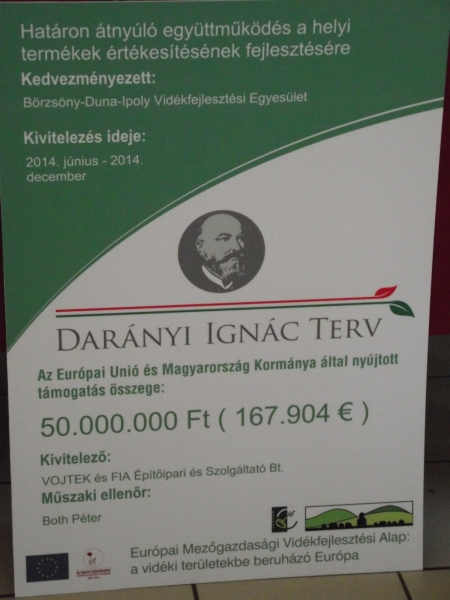 Határon átnyúló együttműködés a helyi
termékek értékesítésének fejlesztésére
Kedvezményezett:
Börzsöny-Duna-Ipoly Vidékfejlesztési Egyesület
Kivitelezés ideje:
2014. június - 2014.
december
DARÁNYI IGNÁC TERV
Az Európai Unió és Magyarország Kormánya által nyújtott
támogatás összege:
50.000.000 Ft ( 167.904 € )
Kivitelező:
VOJTEK és FIA Építőipari és Szolgáltató Bt.
Műszaki ellenőr:
Both Péter
Európai Mezőgazdasági Vidékfejlesztési Alap:
a vidéki területekbe beruházó Európa